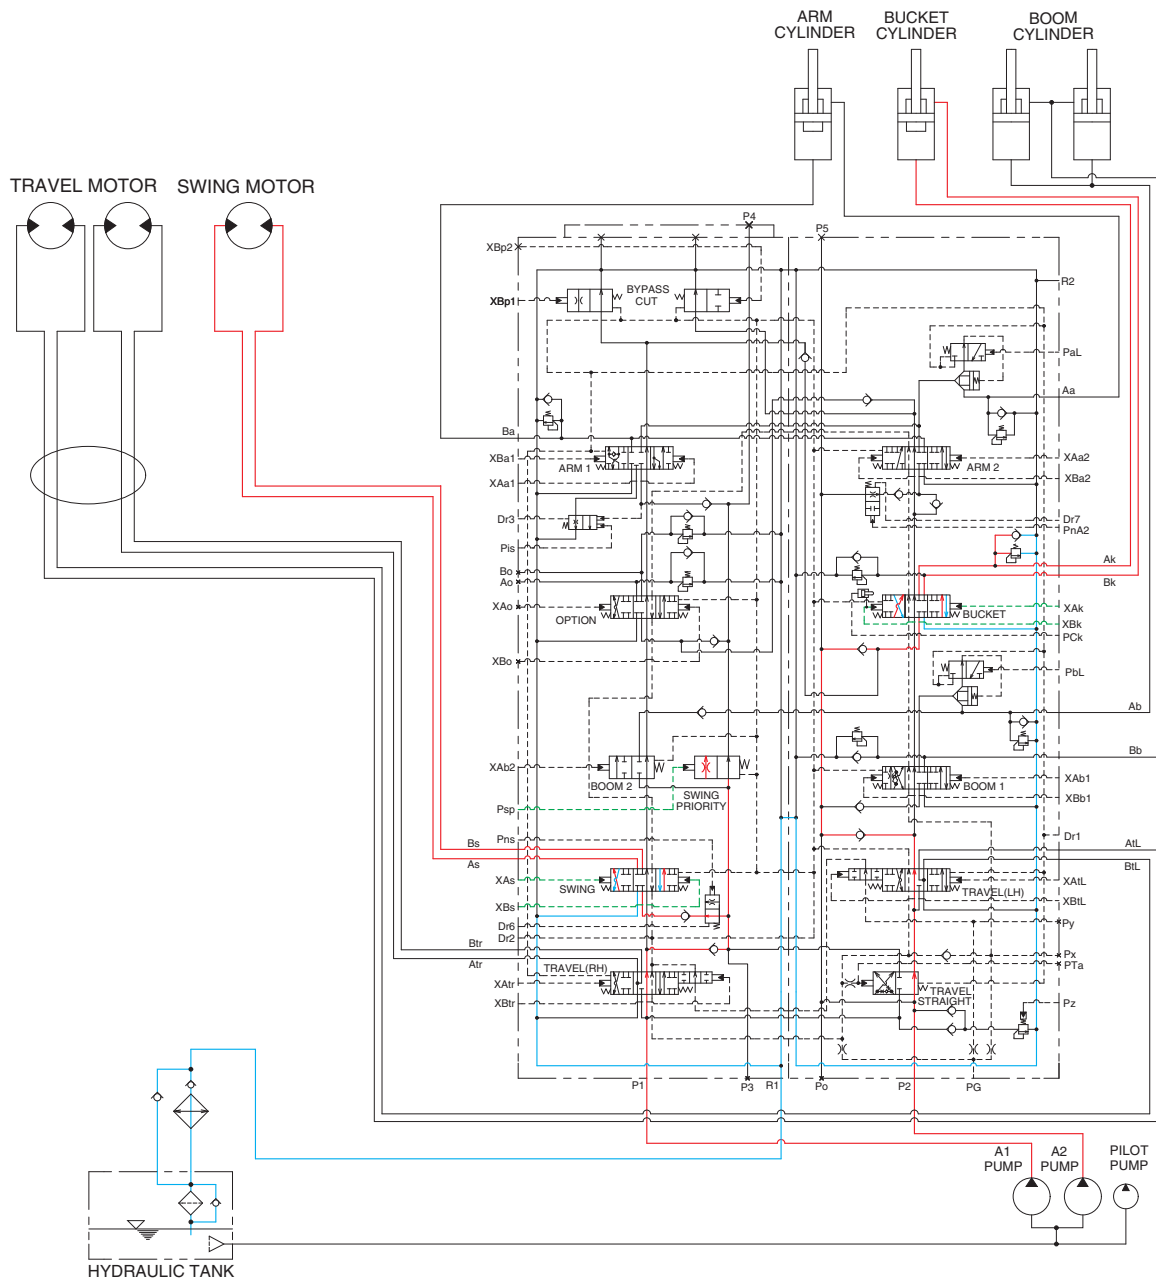 ARM
CYLINDER
BUCKET
CYLINDER
BOOM
CYLINDER
TRAVEL MOTOR
SWING MOTOR
P4
P5
XBp2
R2
XBp1
BYPASS
CUT
PaL
Aa
Ba
XBa1
ARM 1
XAa1
XAa2
ARM 2
XBa2
Dr3
Pis
Dr7
PnA2
Bo
Ao
Ak
Bk
XAo
OPTION
XBo
XAk
BUCKET
XBk
PCk
PbL
Ab
Bb
XAb2
BOOM 2
SWING
PRIORITY
XAb1
BOOM 1
XBb1
Psp
Pns
Dr1
Bs
As
AtL
BtL
XAs
SWING
XBs
XAtL
TRAVEL(LH)
XBtL
Dr6
Dr2
Py
Btr
Atr
Px
PTa
TRAVEL(RH)
XAtr
XBtr
TRAVEL
STRAIGHT
Pz
P1
P3
R1
Po
P2
PG
A1
PUMP
A2
PUMP
PILOT
PUMP
HYDRAULIC TANK